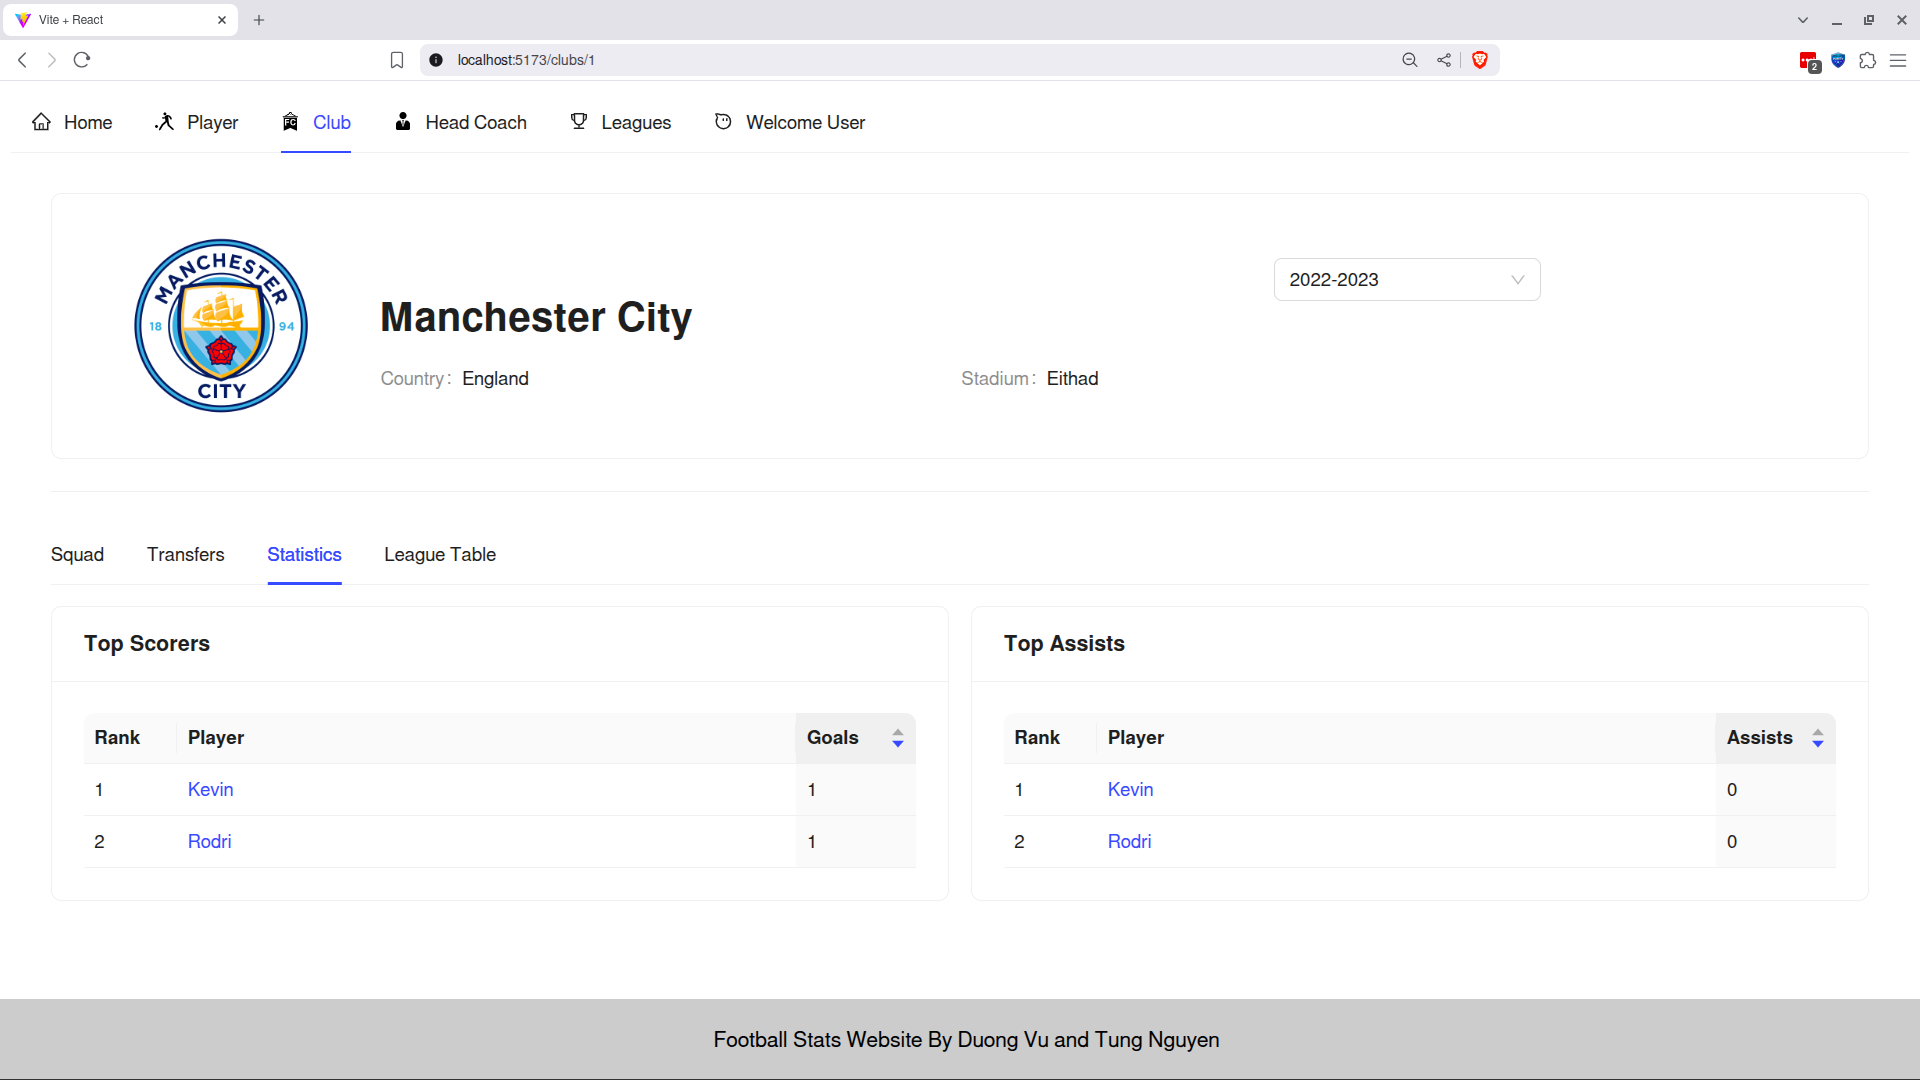 Vite + React
localhost:5173/clubs/1
2
Home Player Club Head Coach Leagues Welcome User
FC
MANCHESTER
18 94
CITY
2022-2023
Manchester City
Country: England Stadium: Eithad
Squad Transfers Statistics League Table
Top Scorers
Rank Player Goals
1 Kevin 1
2 Rodri 1
Top Assists
Rank Player Assists
1 Kevin 0
2 Rodri 0
Football Stats Website By Duong Vu and Tung Nguyen